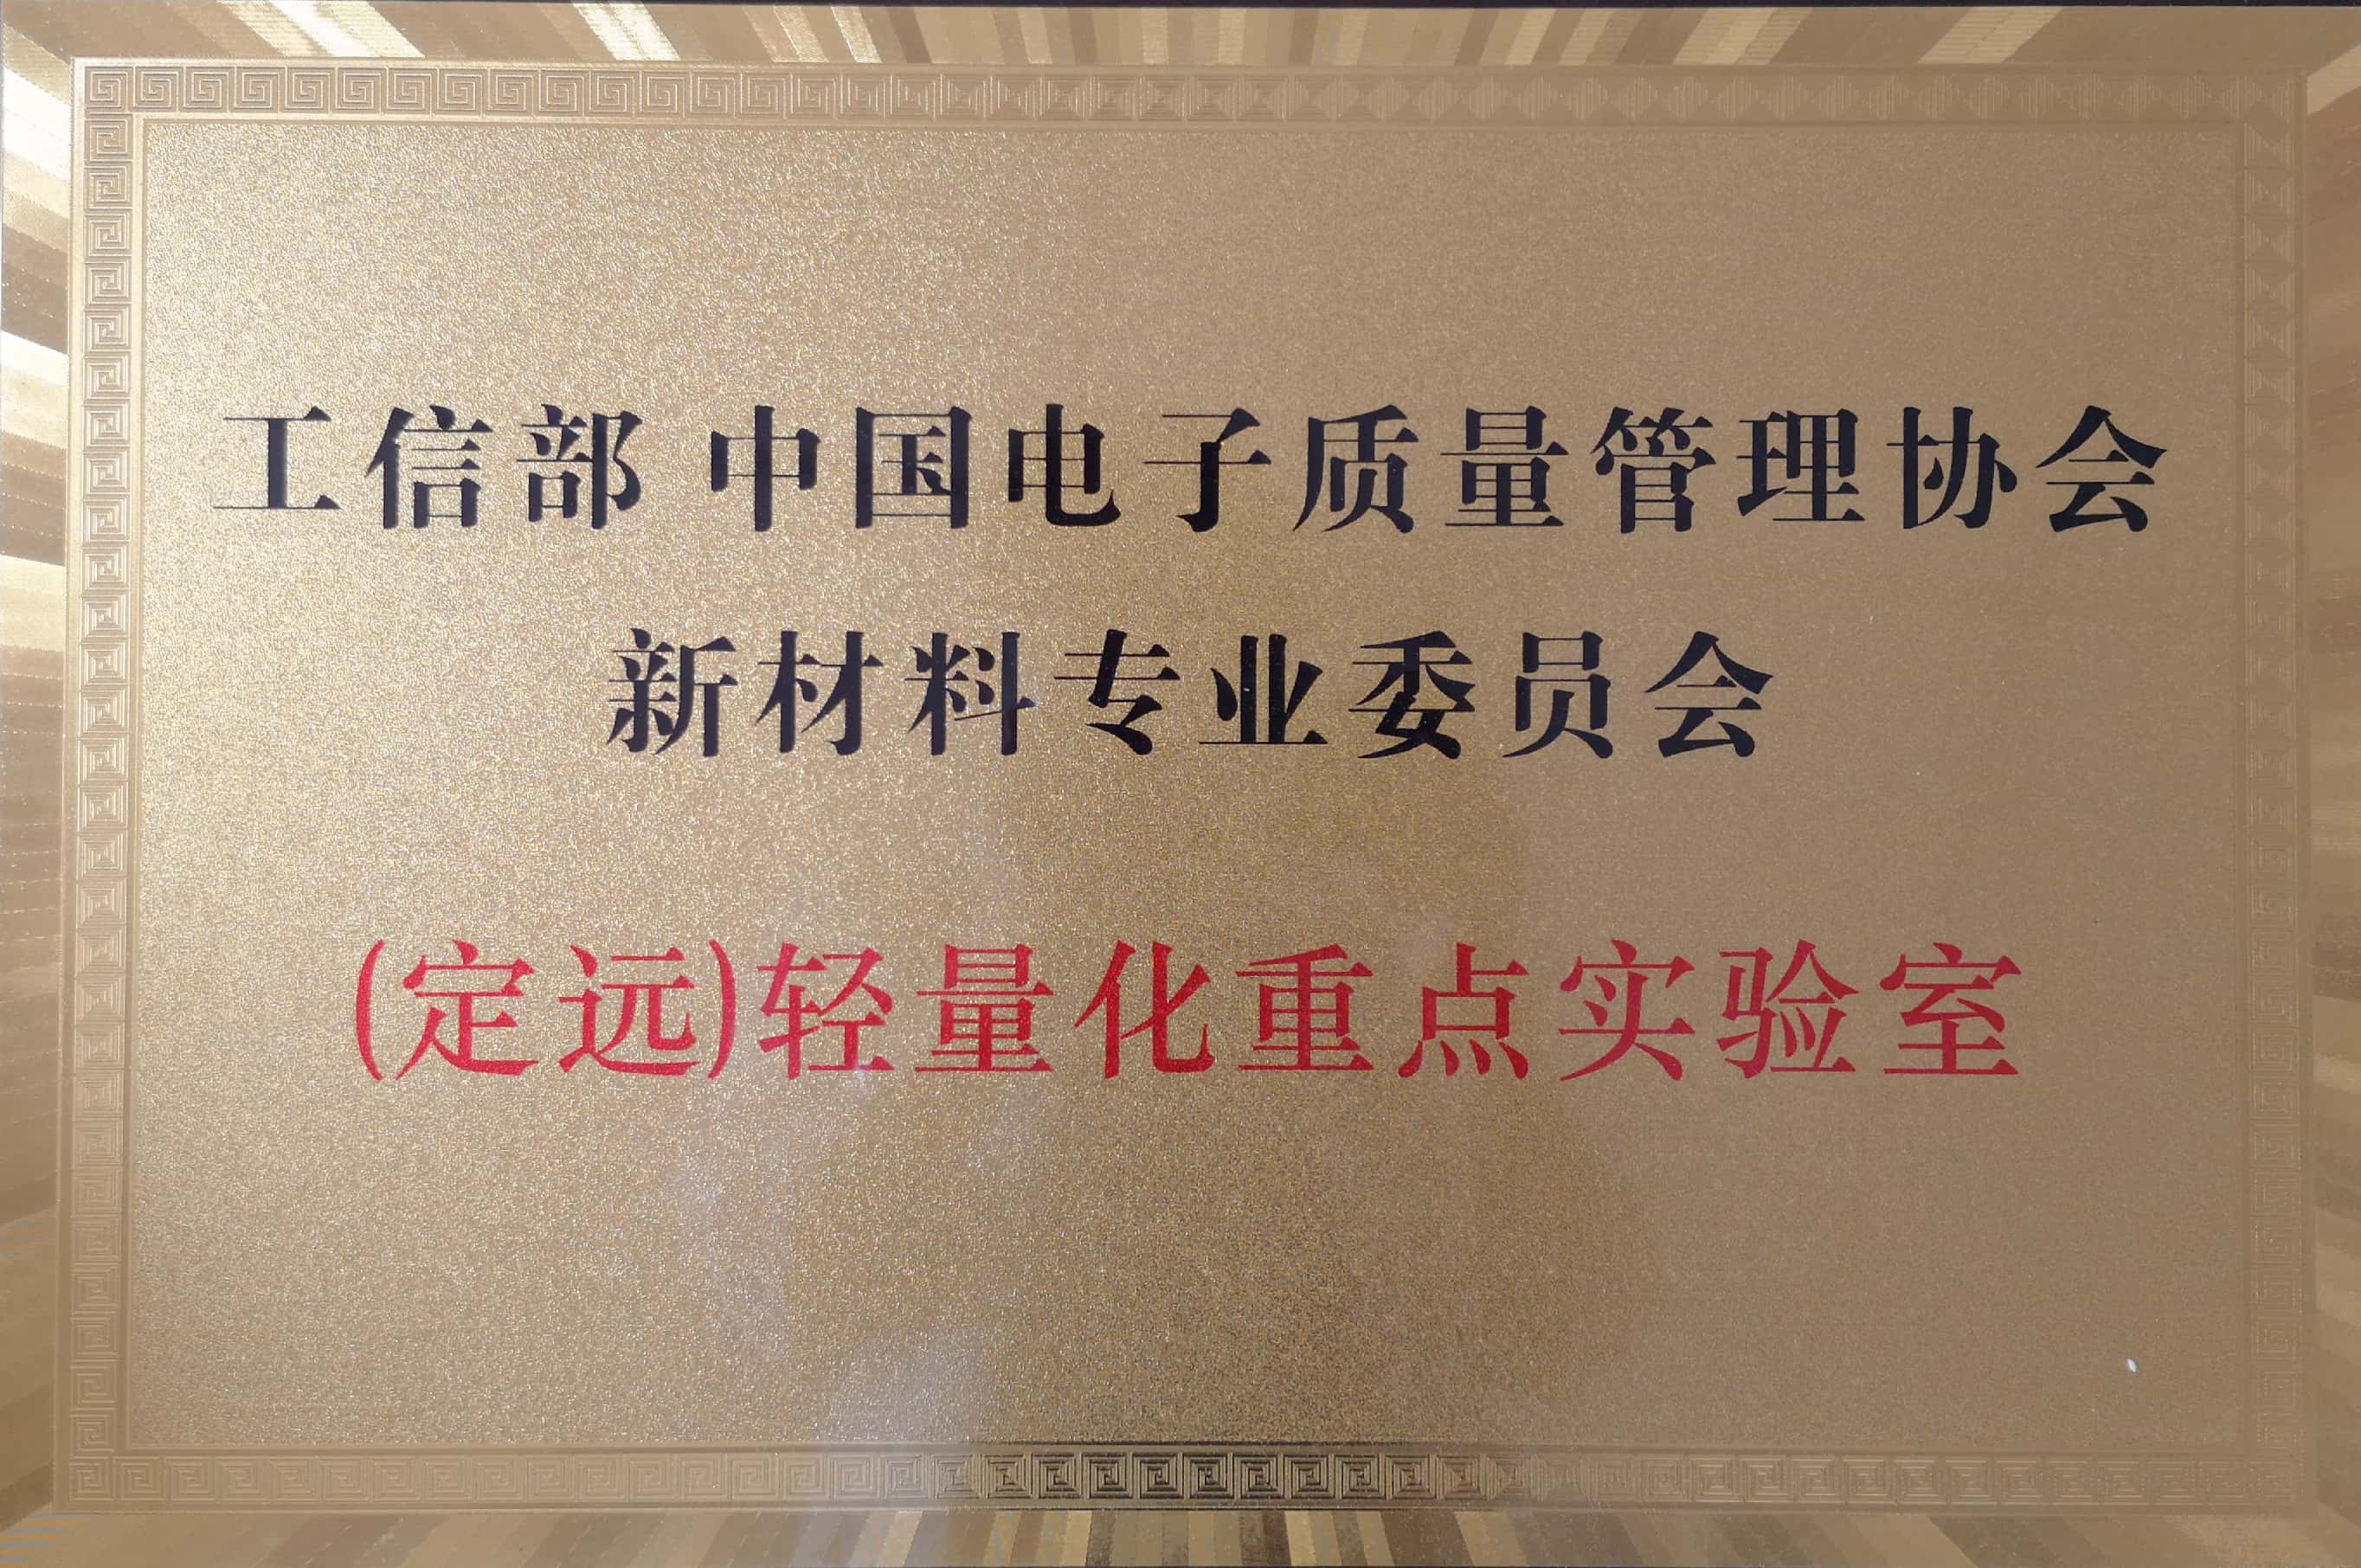 工信部 中国电子质量管理协会
新材料专业委员会
(定远)轻量化重点实验室